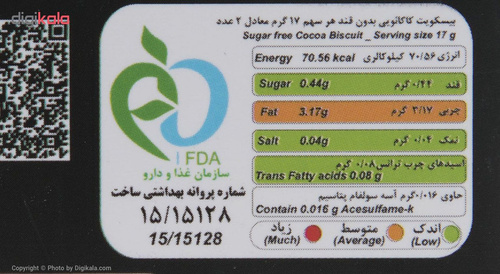 digikala.com
بیسکویت کاکائویی بدون قند هر سهم ۱۷ گرم معادل ۲ عدد
Sugar free Cocoa Biscuit _ Serving size 17 g
Energy 70.56 kcal انرژی ۷۰/۵۶ کیلوکالری
Sugar 0.44g قند ۰/۴۴ گرم
Fat 3.17g چربی ۳/۱۷ گرم
Salt 0.04g نمک ۰/۰۴ گرم
اسیدهای چرب ترانس ۰/۰۸ گرم
Trans Fatty acids 0.08 g
حاوی ۰/۰۱۶ گرم آسه سولفام پتاسیم
Contain 0.016 g Acesulfame-k
زیاد (Much) متوسط (Average) اندک (Low)
IFDA
سازمان غذا و دارو
شماره پروانه بهداشتی ساخت
۱۵/۱۵۱۲۸
15/15128
Copyright © Photo by Digikala.com